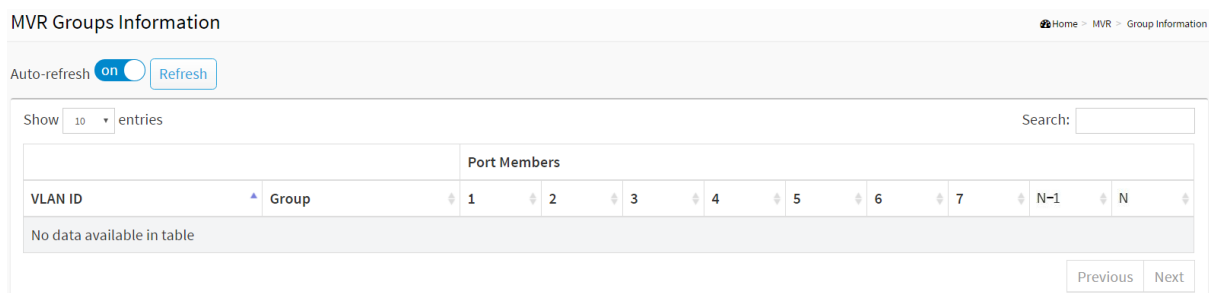 MVR Groups Information
Home > MVR > Group Information
Auto-refresh on Refresh
Show 10 entries
Search:
Port Members
VLAN ID Group 1 2 3 4 5 6 7 N-1 N
No data available in table
Previous Next